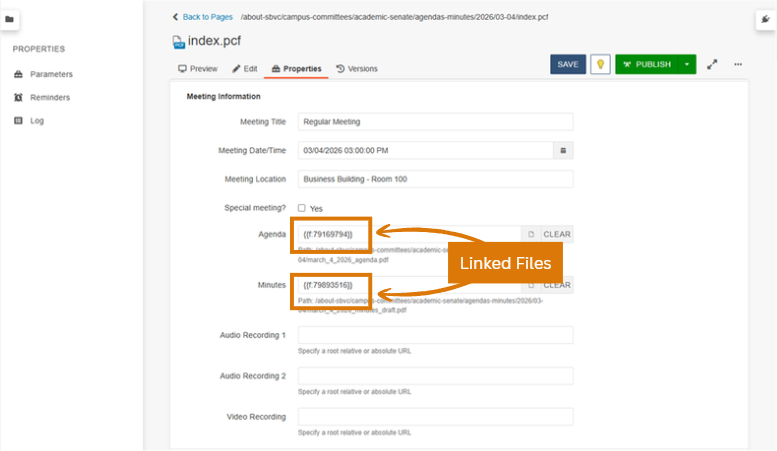 Back to Pages /about-sbvc/campus-committees/academic-senate/agendas-minutes/2026/03-04/index.pcf
index.pcf
PROPERTIES
Parameters
Reminders
Log
Preview Edit Properties Versions
SAVE PUBLISH
Meeting Information
Meeting Title Regular Meeting
Meeting Date/Time 03/04/2026 03:00:00 PM
Meeting Location Business Building - Room 100
Special meeting? Yes
Agenda {{f:79169794}} CLEAR
Path: /about-sbvc/campus-committees/academic-
04/march_4_2026_agenda.pdf
Linked Files
Minutes {{f:79893516}} CLEAR
Path: /about-sbvc/campus-committees/academic-senate/agendas-minutes/2026/03-
04/march_4_2026_minutes_draft.pdf
Audio Recording 1
Specify a root relative or absolute URL
Audio Recording 2
Specify a root relative or absolute URL
Video Recording
Specify a root relative or absolute URL